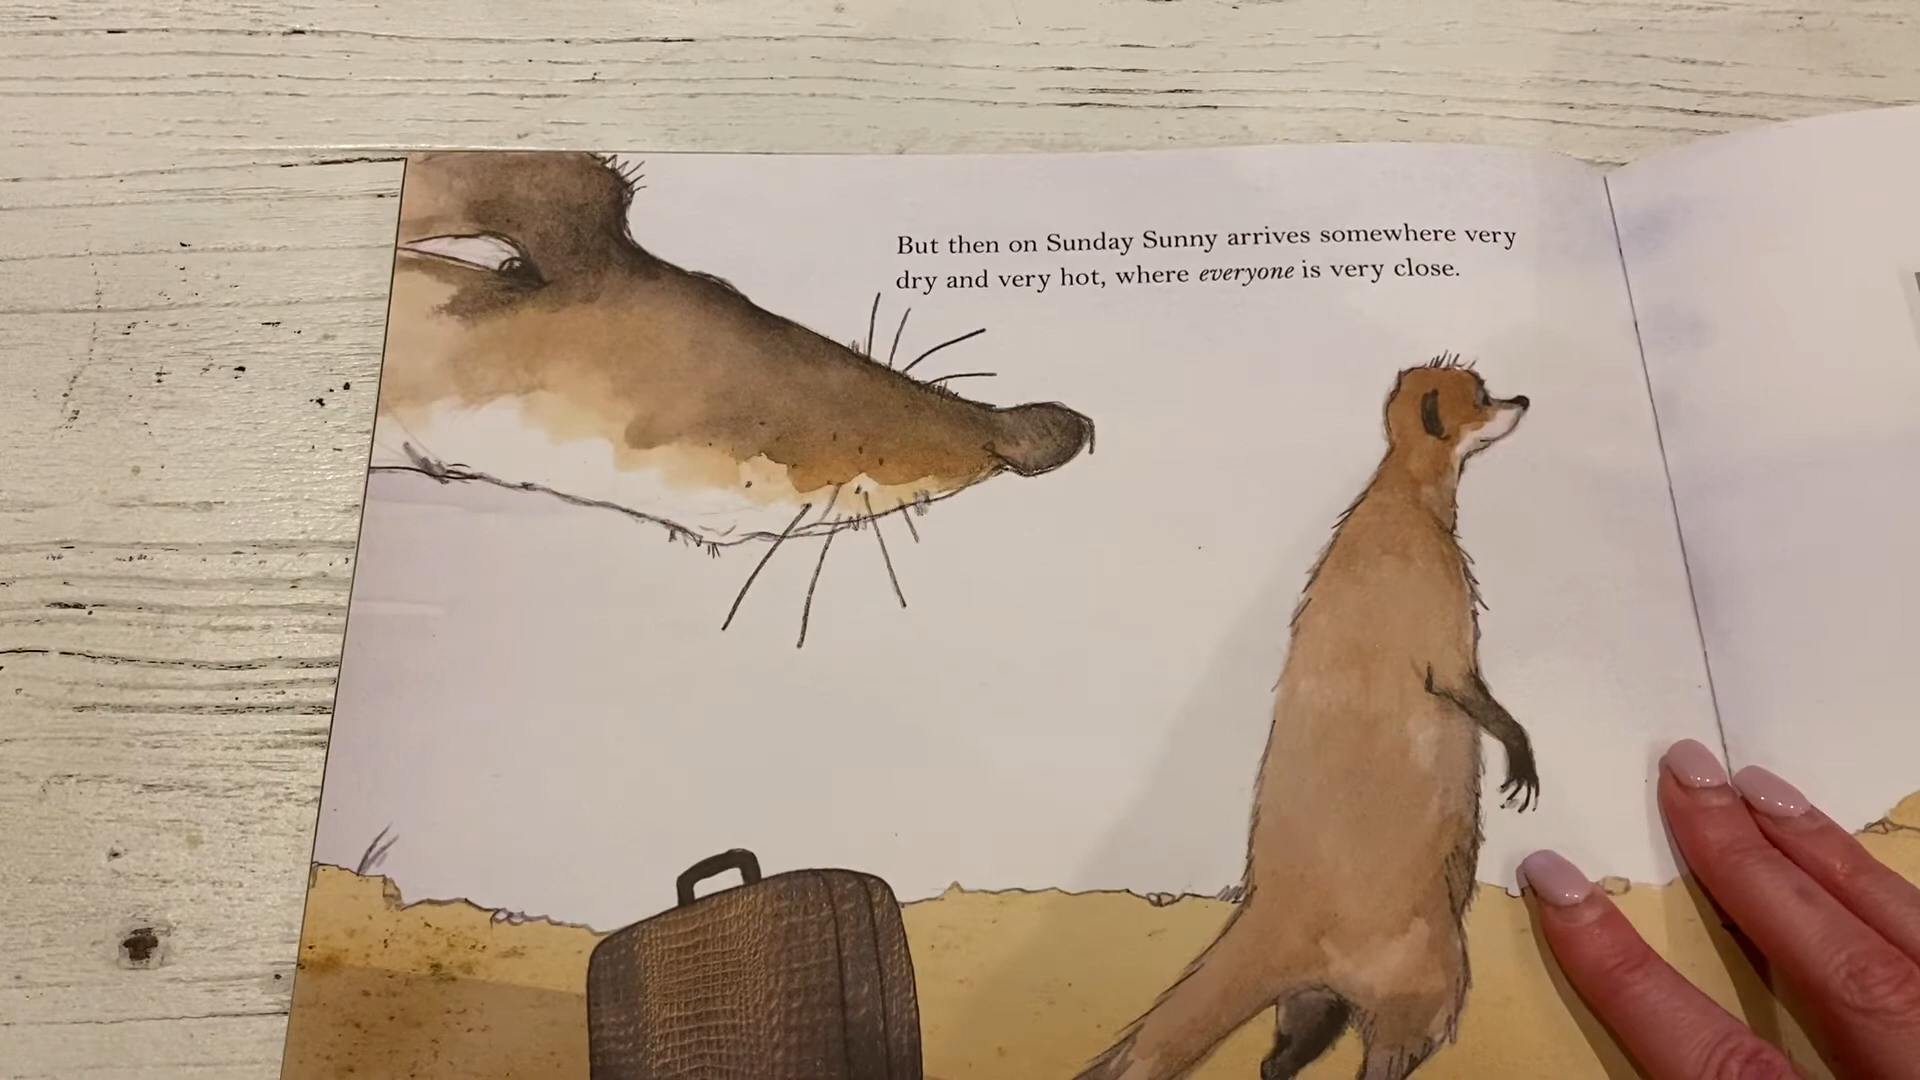 But then on Sunday Sunny arrives somewhere very
dry and very hot, where everyone is very close.